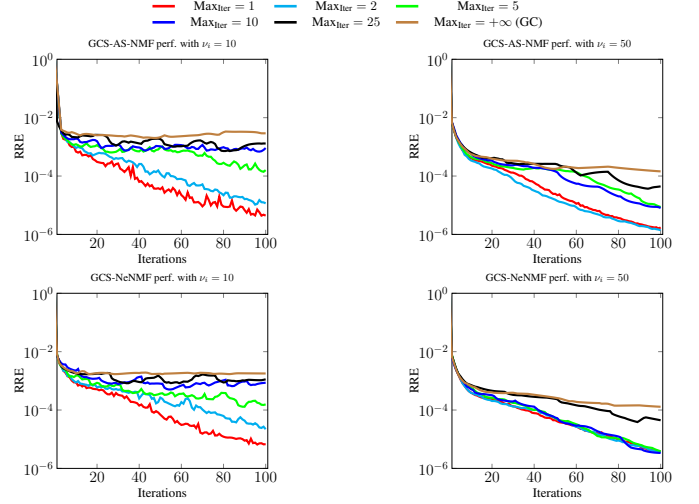 Max_Iter = 1 Max_Iter = 2 Max_Iter = 5
Max_Iter = 10 Max_Iter = 25 Max_Iter = +∞ (GC)
GCS-AS-NMF perf. with ν_i = 10
10^0
10^−2
10^−4
10^−6
RRE
20 40 60 80 100
Iterations
GCS-AS-NMF perf. with ν_i = 50
10^0
10^−2
10^−4
10^−6
RRE
20 40 60 80 100
Iterations
GCS-NeNMF perf. with ν_i = 10
10^0
10^−2
10^−4
10^−6
RRE
20 40 60 80 100
Iterations
GCS-NeNMF perf. with ν_i = 50
10^0
10^−2
10^−4
10^−6
RRE
20 40 60 80 100
Iterations